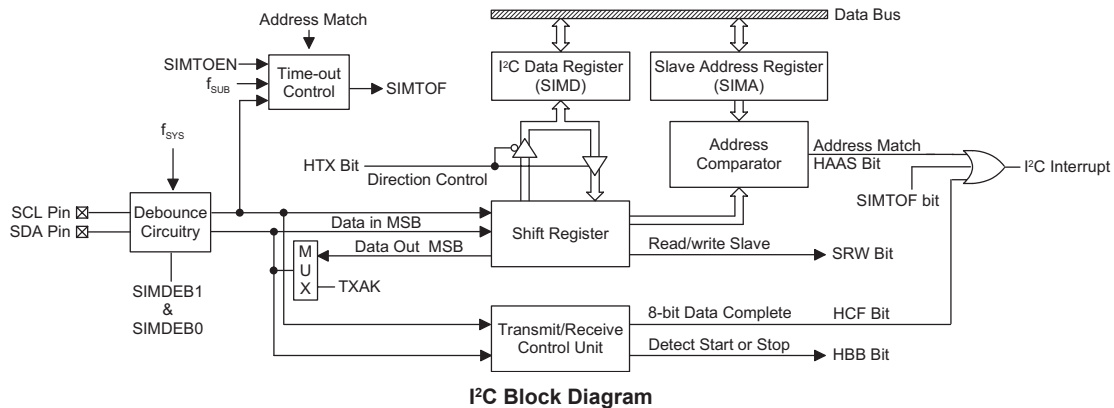 Data Bus
Address Match
SIMTOEN
fSUB
Time-out
Control
SIMTOF
I²C Data Register
(SIMD)
Slave Address Register
(SIMA)
fSYS
HTX Bit
Direction Control
Address
Comparator
Address Match
HAAS Bit
SIMTOF bit
I²C Interrupt
SCL Pin
SDA Pin
Debounce
Circuitry
Data in MSB
Shift Register
Data Out MSB
M
U
X
TXAK
Read/write Slave
SRW Bit
SIMDEB1
&
SIMDEB0
Transmit/Receive
Control Unit
8-bit Data Complete
HCF Bit
Detect Start or Stop
HBB Bit
I²C Block Diagram